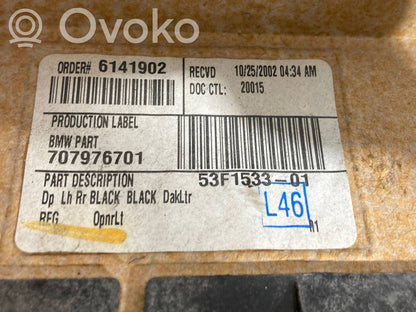 Ovoko
ORDER# 6141902
RECVD 10/25/2002 04:34 AM
DOC CTL: 20015
PRODUCTION LABEL
BMW PART
707976701
PART DESCRIPTION 53F1533-01
Dp Lh Rr BLACK BLACK DakLtr
REG OpnrLt
L46
A1